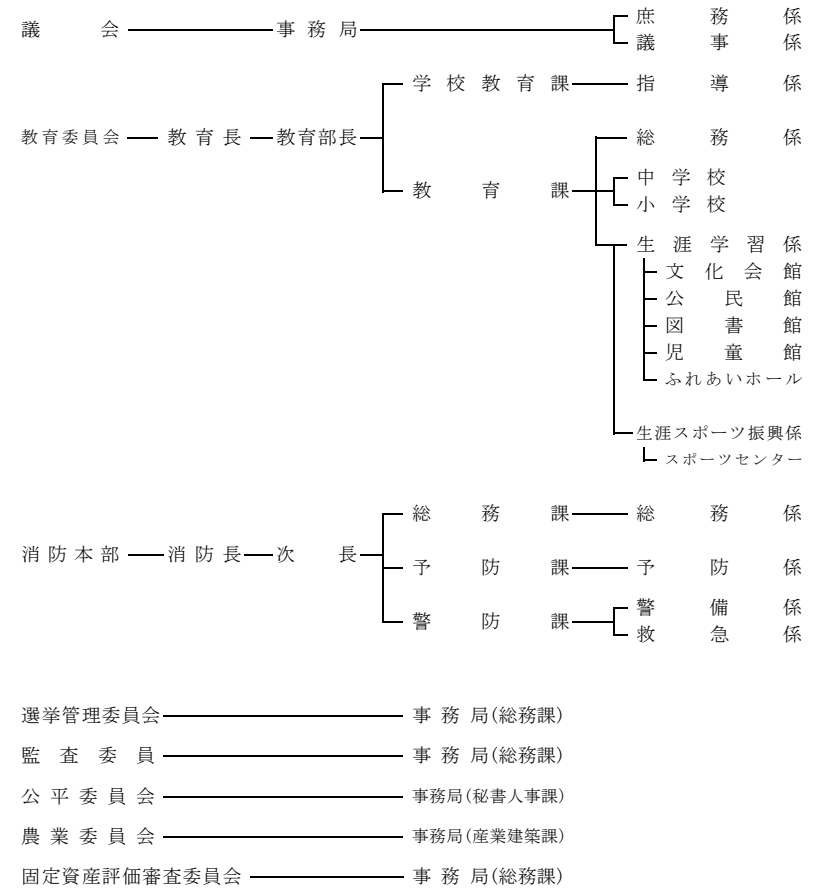 議会 事務局 庶務係
議事係
学校教育課 指導係
教育委員会 教育長 教育部長 総務係
中学校
教育課
小学校
生涯学習係
文化会館
公民館
図書館
児童館
ふれあいホール
生涯スポーツ振興係
スポーツセンター
総務課 総務係
消防本部 消防長 次長
予防課 予防係
警備係
警防課
救急係
選挙管理委員会 事務局(総務課)
監査委員 事務局(総務課)
公平委員会 事務局(秘書人事課)
農業委員会 事務局(産業建築課)
固定資産評価審査委員会 事務局(総務課)